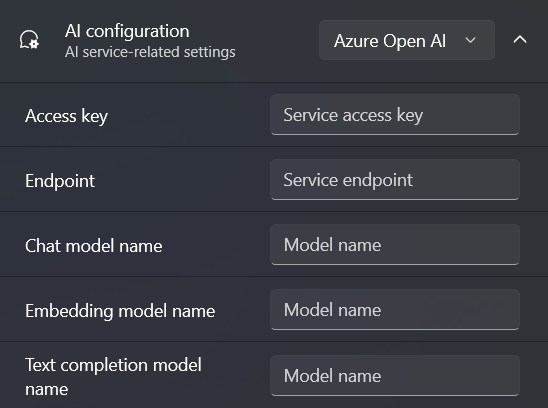 AI configuration
AI service-related settings
Azure Open AI
Access key
Service access key
Endpoint
Service endpoint
Chat model name
Model name
Embedding model name
Model name
Text completion model
name
Model name